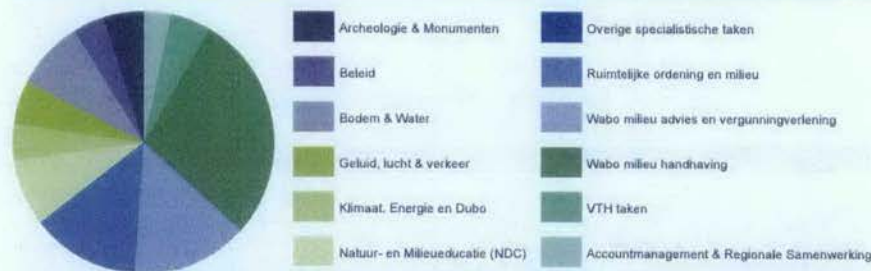 Archeologie & Monumenten
Beleid
Bodem & Water
Geluid, lucht & verkeer
Klimaat, Energie en Dubo
Natuur- en Milieueducatie (NDC)
Overige specialistische taken
Ruimtelijke ordening en milieu
Wabo milieu advies en vergunningverlening
Wabo milieu handhaving
VTH taken
Accountmanagement & Regionale Samenwerking